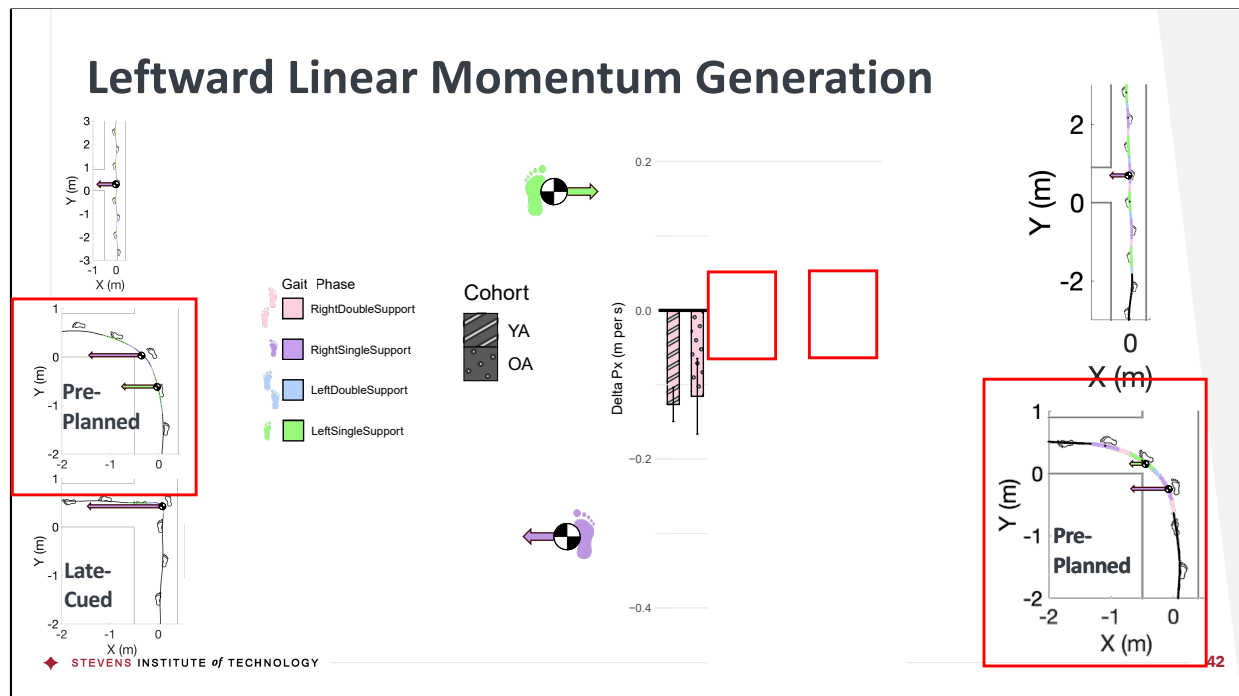 Leftward Linear Momentum Generation
3
2
1
0
-1
-2
-3
Y (m)
-1 0
X (m)
1
0
-1
-2
Y (m)
Pre-
Planned
-2 -1 0
1
0
-1
-2
Y (m)
Late-
Cued
-2 -1 0
X (m)
Gait Phase
RightDoubleSupport
RightSingleSupport
LeftDoubleSupport
LeftSingleSupport
Cohort
YA
OA
Delta Px (m per s)
0.2
0.0
−0.2
−0.4
2
0
-2
Y (m)
0
X (m)
1
0
-1
-2
Y (m)
Pre-
Planned
-2 -1 0
X (m)
STEVENS INSTITUTE of TECHNOLOGY
42